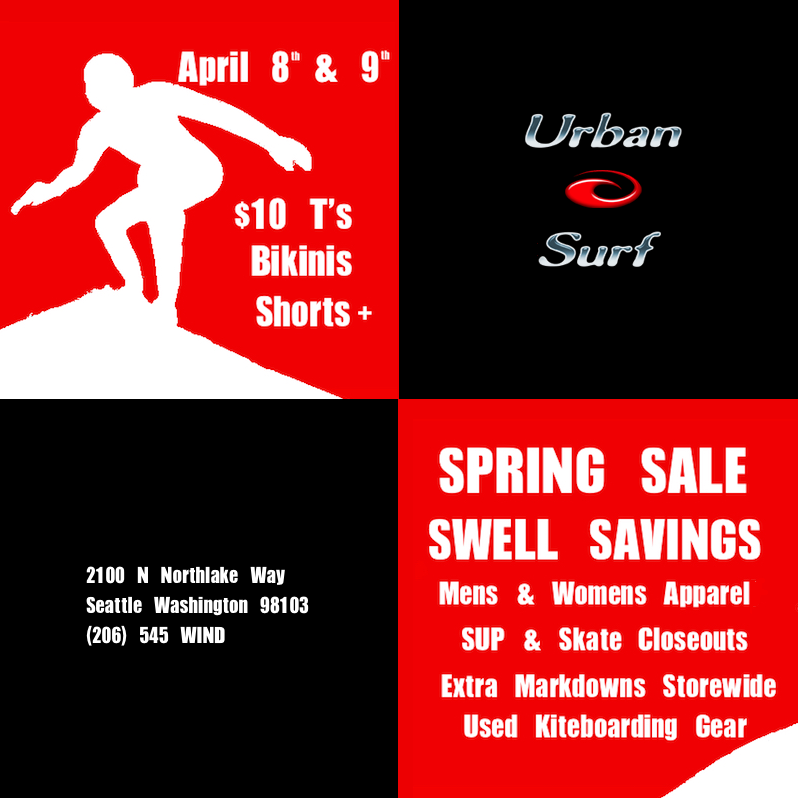 April 8th & 9th
$10 T's
Bikinis
Shorts +
Urban
Surf
2100 N Northlake Way
Seattle Washington 98103
(206) 545 WIND
SPRING SALE
SWELL SAVINGS
Mens & Womens Apparel
SUP & Skate Closeouts
Extra Markdowns Storewide
Used Kiteboarding Gear